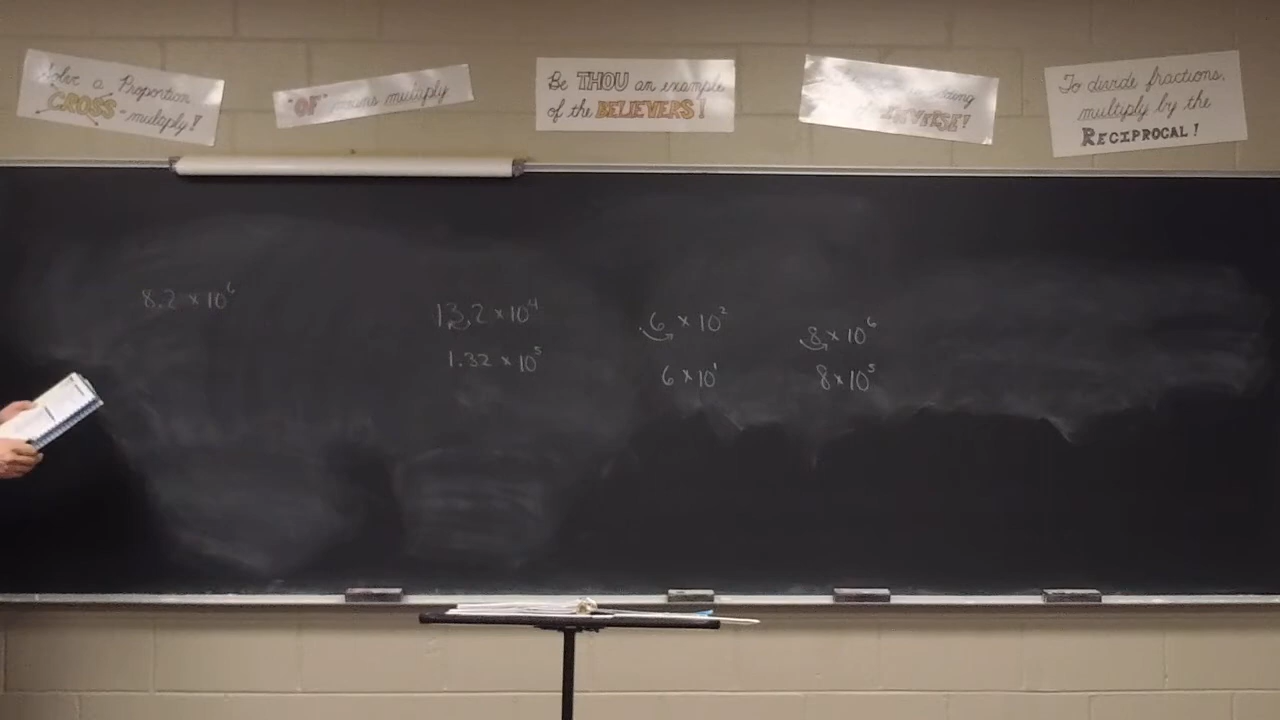 Solve a Proportion
CROSS-multiply!
"OF" means multiply
Be THOU an example
of the BELIEVERS!
INVERSE!
To divide fractions,
multiply by the
RECIPROCAL!
8.2 × 10⁶
13.2 × 10⁴
1.32 × 10⁵
.6 × 10²
6 × 10¹
.8 × 10⁶
8 × 10⁵